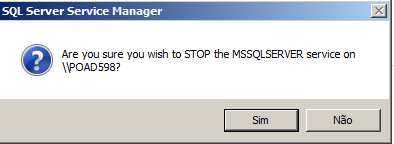 SQL Server Service Manager
Are you sure you wish to STOP the MSSQLSERVER service on
\\POAD598?
Sim
Não